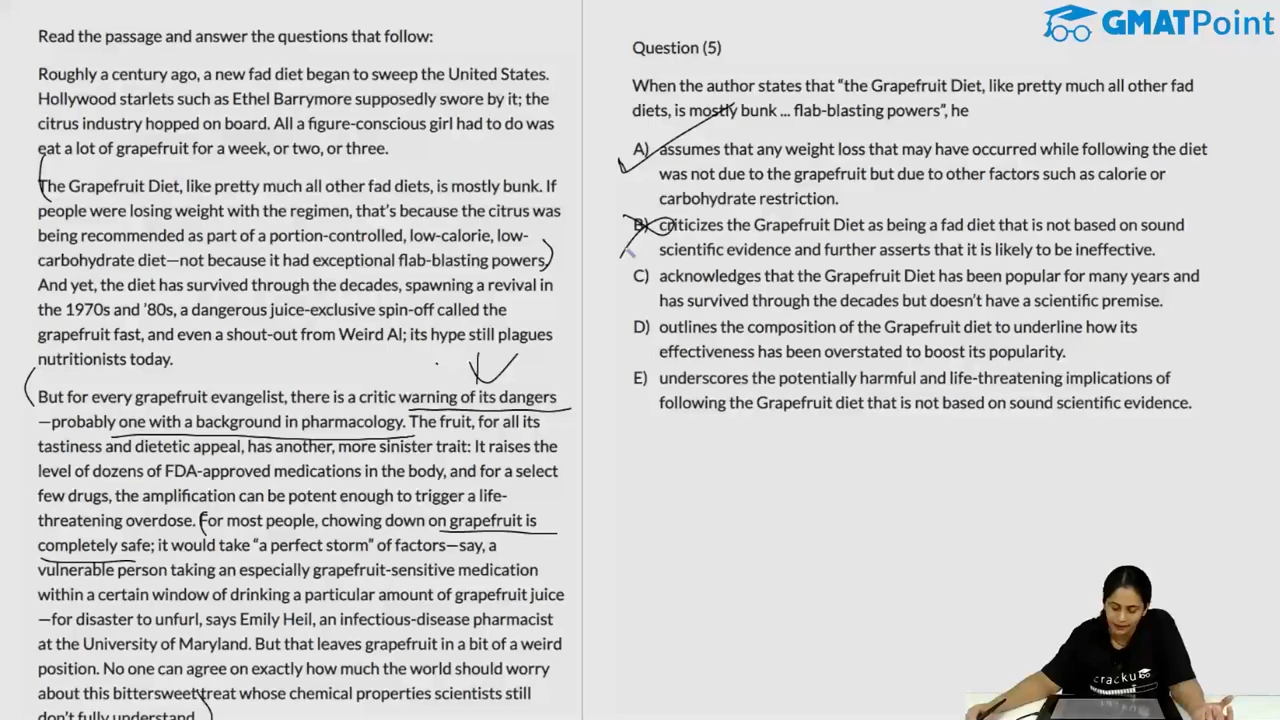 GMATPoint
Read the passage and answer the questions that follow:
Roughly a century ago, a new fad diet began to sweep the United States.
Hollywood starlets such as Ethel Barrymore supposedly swore by it; the
citrus industry hopped on board. All a figure-conscious girl had to do was
eat a lot of grapefruit for a week, or two, or three.
The Grapefruit Diet, like pretty much all other fad diets, is mostly bunk. If
people were losing weight with the regimen, that’s because the citrus was
being recommended as part of a portion-controlled, low-calorie, low-
carbohydrate diet—not because it had exceptional flab-blasting powers.
And yet, the diet has survived through the decades, spawning a revival in
the 1970s and ’80s, a dangerous juice-exclusive spin-off called the
grapefruit fast, and even a shout-out from Weird Al; its hype still plagues
nutritionists today.
But for every grapefruit evangelist, there is a critic warning of its dangers
—probably one with a background in pharmacology. The fruit, for all its
tastiness and dietetic appeal, has another, more sinister trait: It raises the
level of dozens of FDA-approved medications in the body, and for a select
few drugs, the amplification can be potent enough to trigger a life-
threatening overdose. For most people, chowing down on grapefruit is
completely safe; it would take “a perfect storm” of factors—say, a
vulnerable person taking an especially grapefruit-sensitive medication
within a certain window of drinking a particular amount of grapefruit juice
—for disaster to unfurl, says Emily Heil, an infectious-disease pharmacist
at the University of Maryland. But that leaves grapefruit in a bit of a weird
position. No one can agree on exactly how much the world should worry
about this bittersweet treat whose chemical properties scientists still
don’t fully understand.
Question (5)
When the author states that “the Grapefruit Diet, like pretty much all other fad
diets, is mostly bunk ... flab-blasting powers”, he
A) assumes that any weight loss that may have occurred while following the diet
was not due to the grapefruit but due to other factors such as calorie or
carbohydrate restriction.
B) criticizes the Grapefruit Diet as being a fad diet that is not based on sound
scientific evidence and further asserts that it is likely to be ineffective.
C) acknowledges that the Grapefruit Diet has been popular for many years and
has survived through the decades but doesn’t have a scientific premise.
D) outlines the composition of the Grapefruit diet to underline how its
effectiveness has been overstated to boost its popularity.
E) underscores the potentially harmful and life-threatening implications of
following the Grapefruit diet that is not based on sound scientific evidence.
cracku